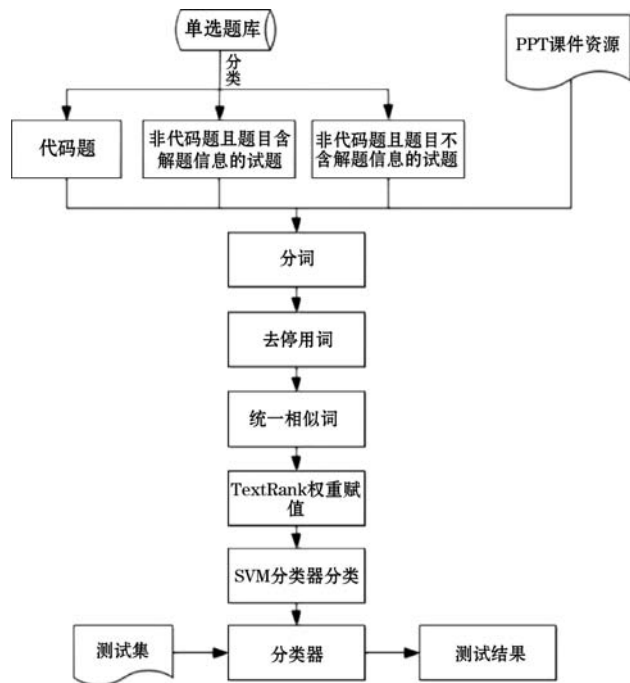 单选题库
PPT课件资源
分
类
代码题
非代码题且题目含
解题信息的试题
非代码题且题目不
含解题信息的试题
分词
去停用词
统一相似词
TextRank权重赋
值
SVM分类器分类
测试集
分类器
测试结果